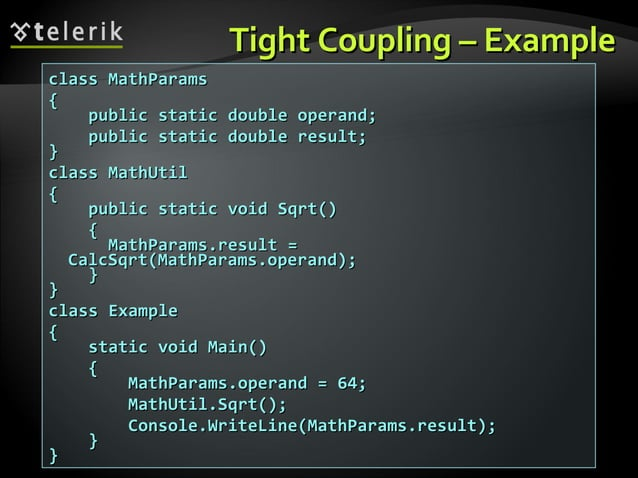 telerik
Tight Coupling – Example
class MathParams
{
    public static double operand;
    public static double result;
}
class MathUtil
{
    public static void Sqrt()
    {
      MathParams.result =
  CalcSqrt(MathParams.operand);
    }
}
class Example
{
    static void Main()
    {
        MathParams.operand = 64;
        MathUtil.Sqrt();
        Console.WriteLine(MathParams.result);
    }
}